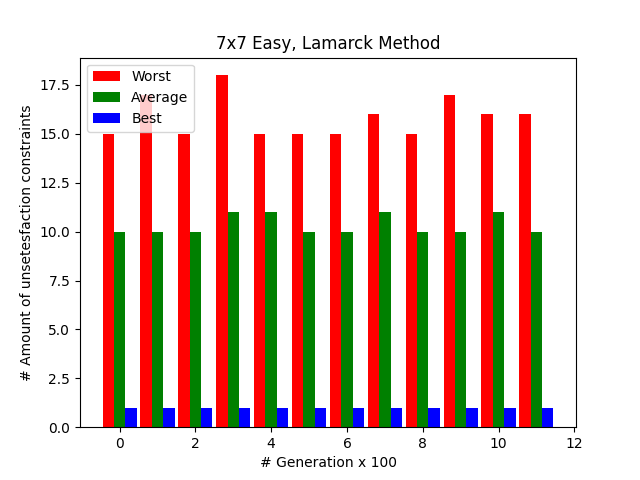 7x7 Easy, Lamarck Method
Worst
Average
Best
# Amount of unsetesfaction constraints
17.5
15.0
12.5
10.0
7.5
5.0
2.5
0.0
0 2 4 6 8 10 12
# Generation x 100